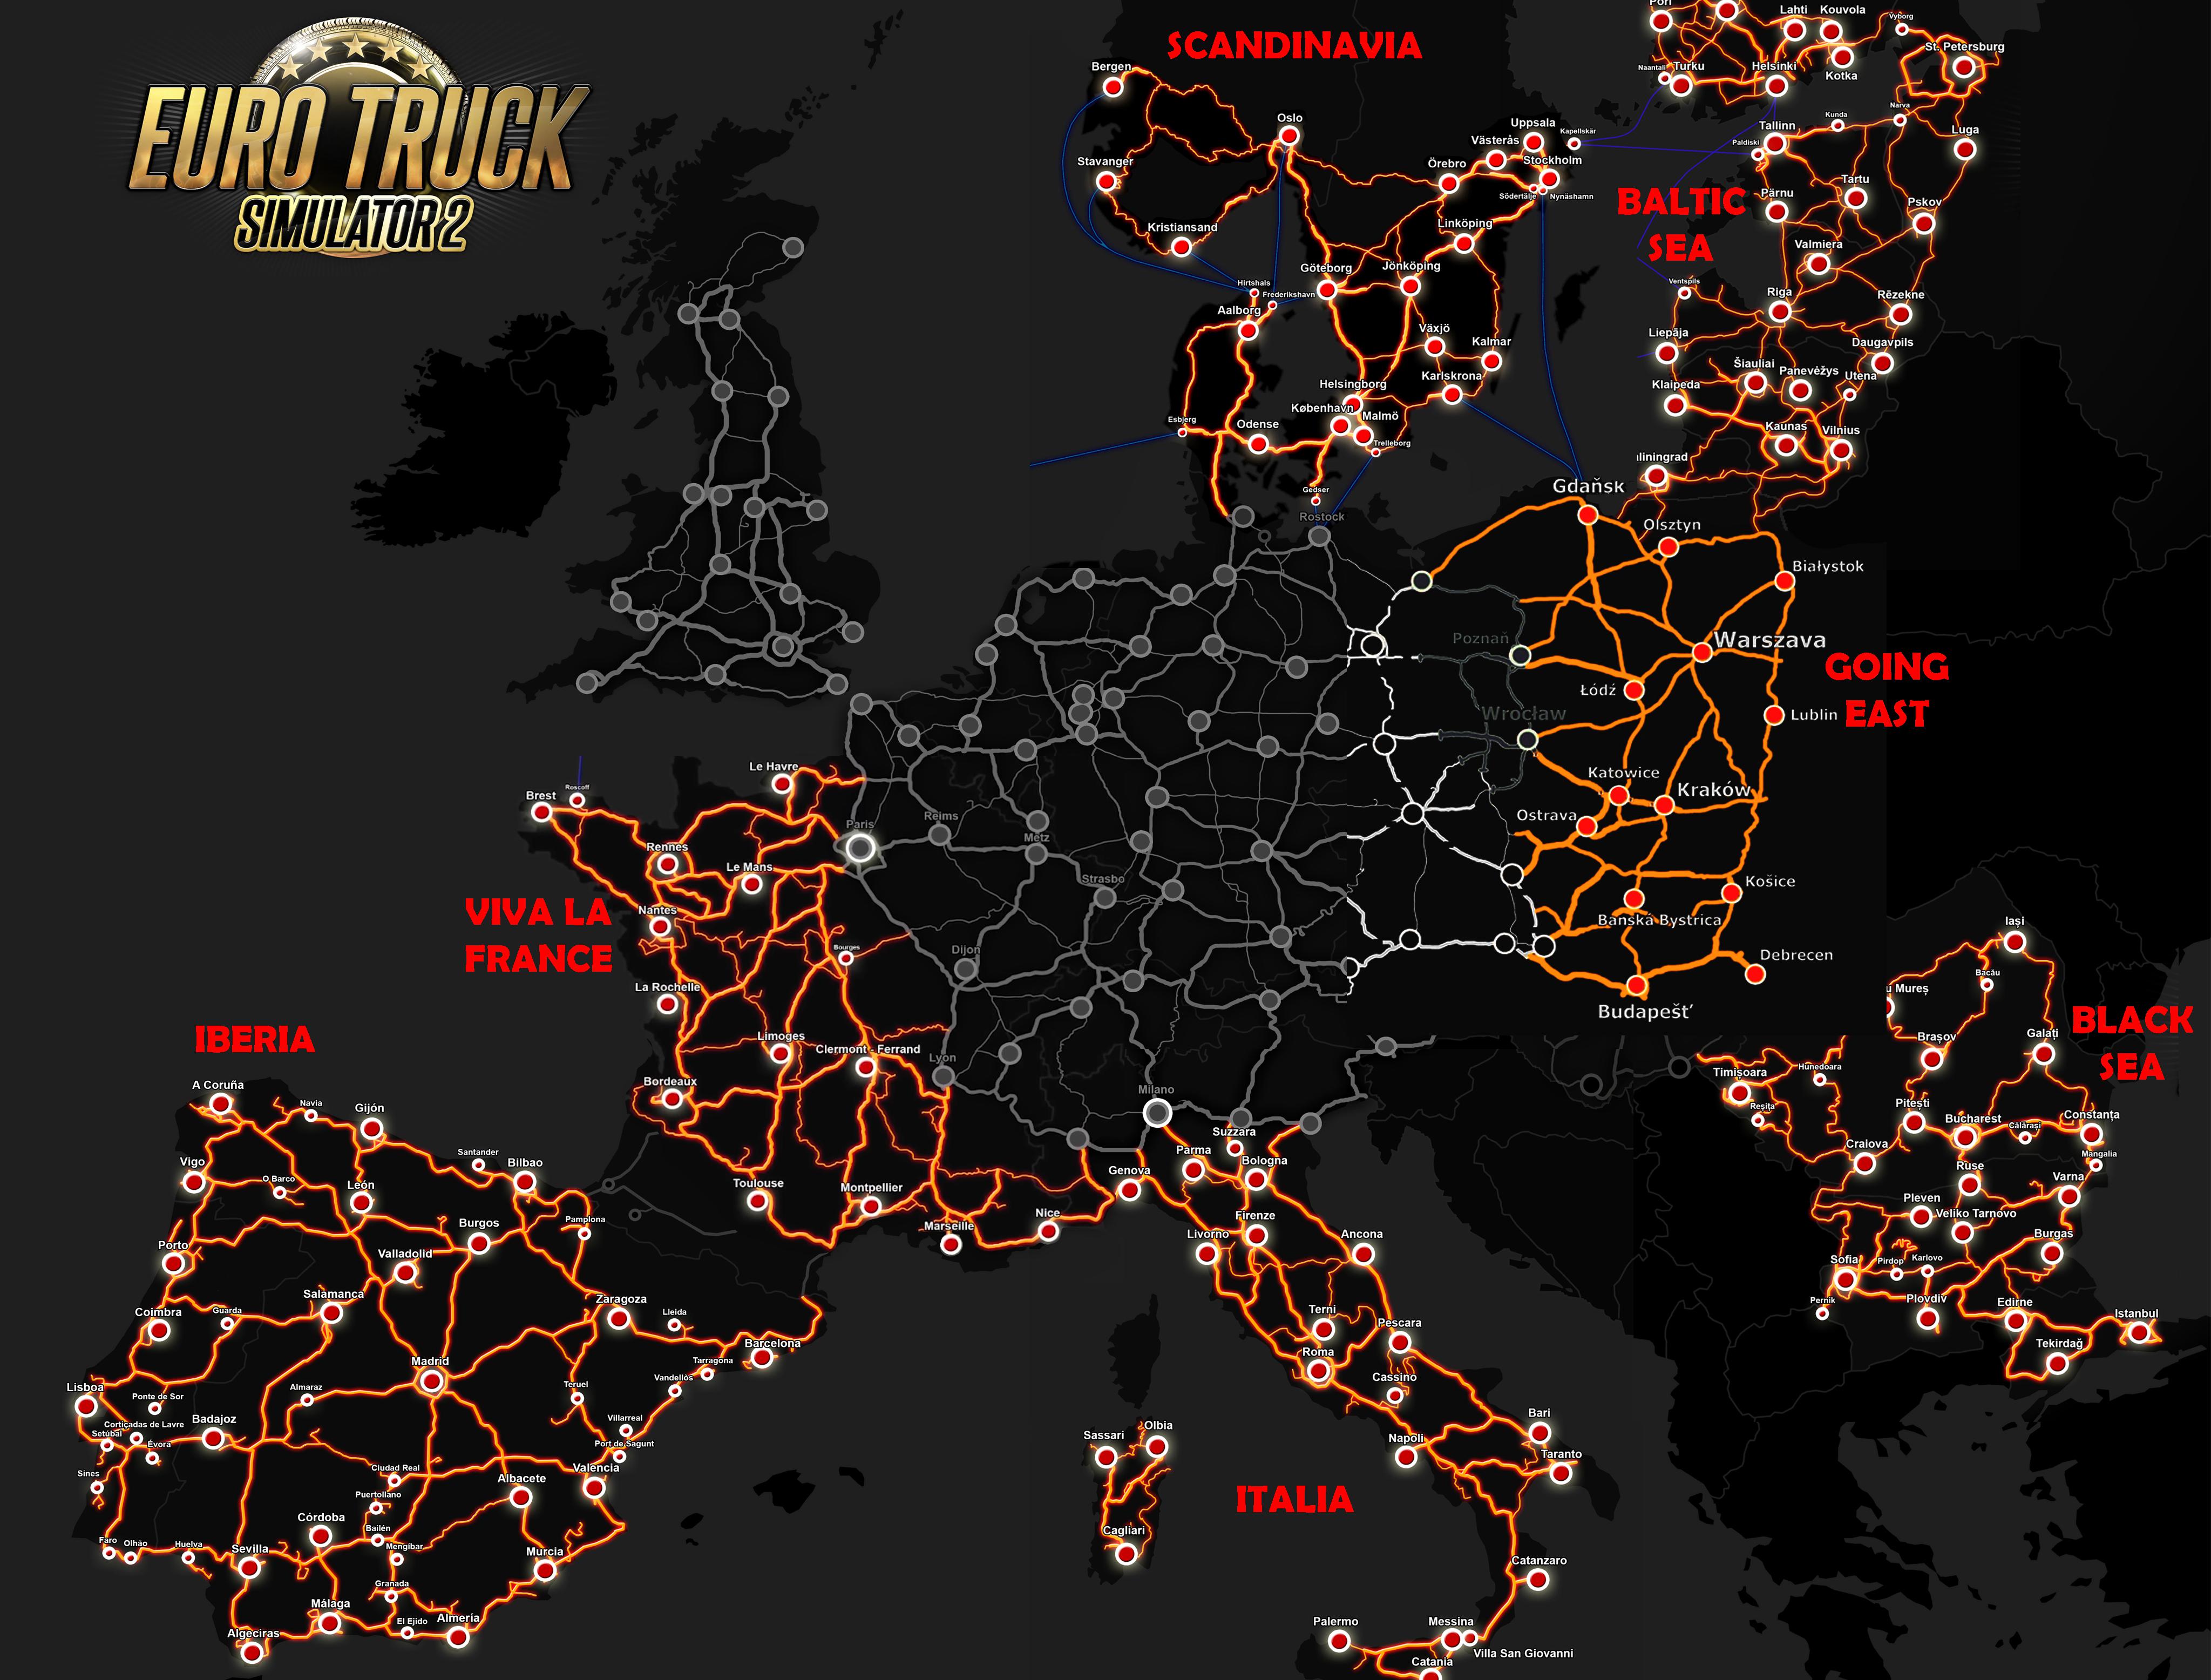 EURO TRUCK
SIMULATOR 2
SCANDINAVIA
Bergen
Oslo
Stavanger
Kristiansand
Uppsala
Västerås
Kapellskär
Örebro
Stockholm
Södertälje
Nynäshamn
Linköping
Göteborg
Jönköping
Hirtshals
Frederikshavn
Aalborg
Växjö
Kalmar
Helsingborg
Karlskrona
København
Malmö
Esbjerg
Odense
Trelleborg
Gedser
Rostock
Pori
Lahti
Kouvola
Vyborg
St. Petersburg
Naantali
Turku
Helsinki
Kotka
Kunda
Narva
Tallinn
Luga
Paldiski
BALTIC
SEA
Pärnu
Tartu
Pskov
Valmiera
Ventspils
Riga
Rēzekne
Liepāja
Daugavpils
Šiauliai
Panevėžys
Utena
Klaipėda
Kaunas
Vilnius
liningrad
Gdaňsk
Olsztyn
Białystok
Poznaň
Warszava
GOING
EAST
Łódź
Wrocław
Lublin
Katowice
Kraków
Ostrava
Košice
Banská Bystrica
Debrecen
Budapešť
Le Havre
Brest
Roscoff
Paris
Reims
Metz
Rennes
Le Mans
Strasbo
VIVA LA
FRANCE
Nantes
Bourges
Dijon
La Rochelle
Limoges
Clermont - Ferrand
Lyon
Bordeaux
Milano
Toulouse
Montpellier
Marseille
Nice
IBERIA
A Coruña
Navia
Gijón
Santander
Bilbao
Vigo
O Barco
León
Pamplona
Burgos
Porto
Valladolid
Salamanca
Zaragoza
Lleida
Coimbra
Guarda
Barcelona
Madrid
Tarragona
Lisboa
Almaraz
Teruel
Vandellòs
Ponte de Sor
Badajoz
Villarreal
Cortiçadas de Lavre
Setúbal
Évora
Port de Sagunt
Sines
Ciudad Real
Albacete
Valencia
Puertollano
Córdoba
Bailén
Faro
Olhão
Huelva
Sevilla
Mengibar
Murcia
Granada
Málaga
El Ejido
Almería
Algeciras
Suzzara
Parma
Bologna
Genova
Firenze
Livorno
Ancona
Terni
Pescara
Roma
Cassino
Bari
Napoli
Taranto
Olbia
Sassari
ITALIA
Cagliari
Catanzaro
Palermo
Messina
Villa San Giovanni
Catania
Iași
Bacău
u Mureș
BLACK
SEA
Brașov
Galați
Timișoara
Hunedoara
Reșița
Pitești
Bucharest
Călărași
Constanța
Craiova
Mangalia
Ruse
Varna
Pleven
Veliko Tarnovo
Burgas
Sofia
Pirdop
Karlovo
Pernik
Plovdiv
Edirne
Istanbul
Tekirdağ